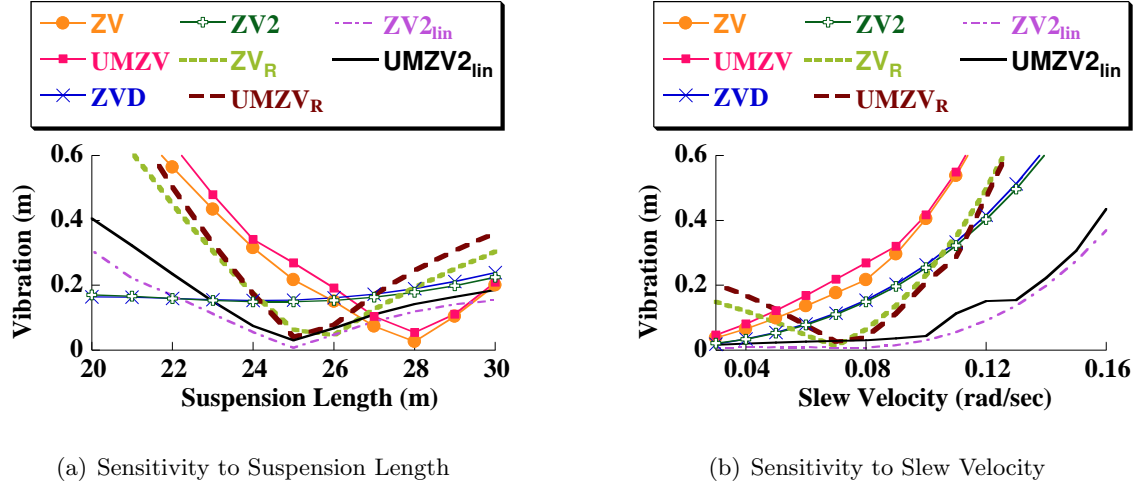 ZV ZV2 ZV2lin
UMZV ZVR UMZV2lin
ZVD UMZVR
0.6
0.4
0.2
0
Vibration (m)
20 22 24 26 28 30
Suspension Length (m)
(a) Sensitivity to Suspension Length
ZV ZV2 ZV2lin
UMZV ZVR UMZV2lin
ZVD UMZVR
0.6
0.4
0.2
0
Vibration (m)
0.04 0.08 0.12 0.16
Slew Velocity (rad/sec)
(b) Sensitivity to Slew Velocity